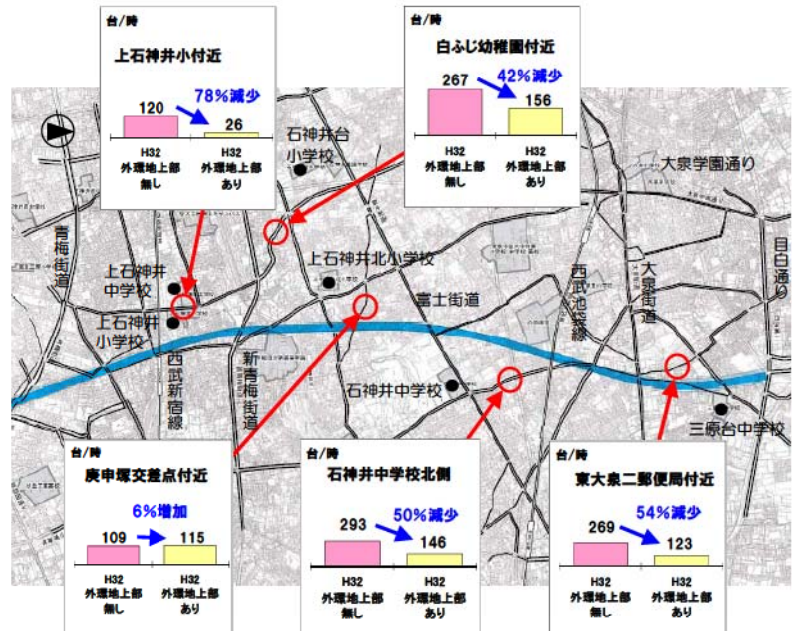 台/時
上石神井小付近
78%減少
120
26
H32
外環地上部
無し
H32
外環地上部
あり
台/時
白ふじ幼稚園付近
42%減少
267
156
H32
外環地上部
無し
H32
外環地上部
あり
石神井台
小学校
大泉学園通り
青梅街道
上石神井
中学校
上石神井
小学校
西武新宿線
新青梅街道
上石神井北小学校
富士街道
石神井中学校
西武池袋線
大泉街道
目白通り
三原台中学校
台/時
庚申塚交差点付近
6%増加
109
115
H32
外環地上部
無し
H32
外環地上部
あり
台/時
石神井中学校北側
50%減少
293
146
H32
外環地上部
無し
H32
外環地上部
あり
台/時
東大泉二郵便局付近
54%減少
269
123
H32
外環地上部
無し
H32
外環地上部
あり